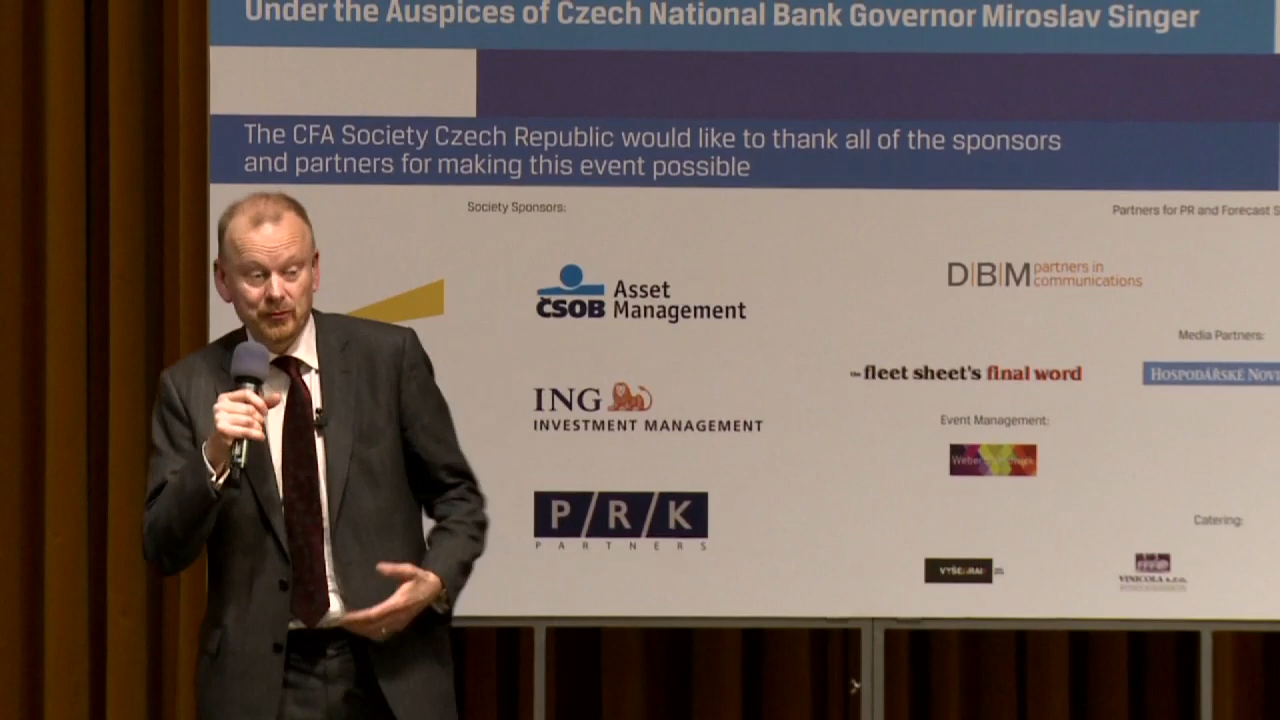 Under the Auspices of Czech National Bank Governor Miroslav Singer
The CFA Society Czech Republic would like to thank all of the sponsors
and partners for making this event possible
Society Sponsors:
Partners for PR and Forecast S
ČSOB Asset
Management
D|B|M partners in
communications
Media Partners:
the fleet sheet's final word
HOSPODÁŘSKÉ NOVI
ING
INVESTMENT MANAGEMENT
Event Management:
Weber
P/R/K
PARTNERS
Catering:
VINICOLA s.r.o.